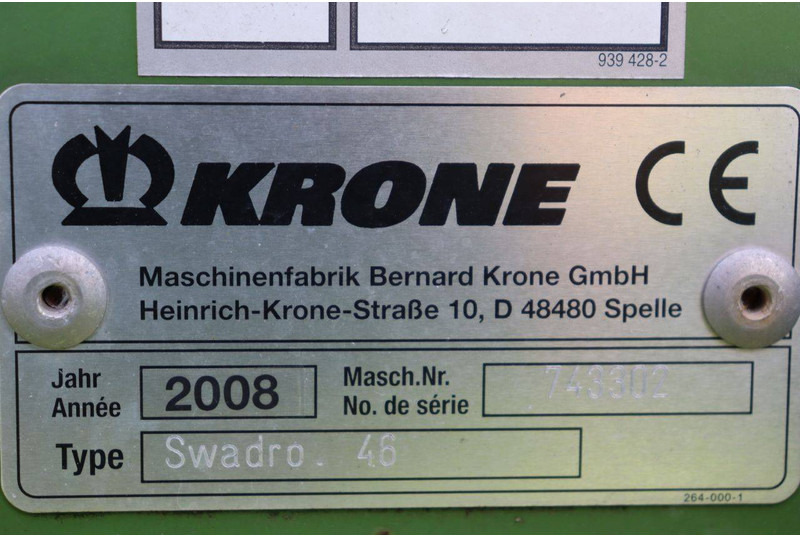 939 428-2
KRONE CE
Maschinenfabrik Bernard Krone GmbH
Heinrich-Krone-Straße 10, D 48480 Spelle
Jahr
Année
2008
Masch.Nr.
No. de série
743302
Type
Swadro. 46
264-000-1